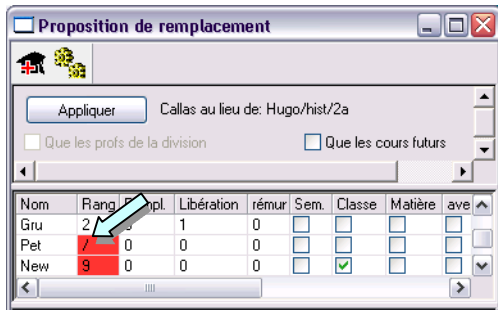 Proposition de remplacement
Appliquer Callas au lieu de: Hugo/hist/2a
Que les profs de la division Que les cours futurs
Nom Rang Libération rémur Sem. Classe Matière ave
Gru 2 1 0
Pet 0 0 0
New 9 0 0 0